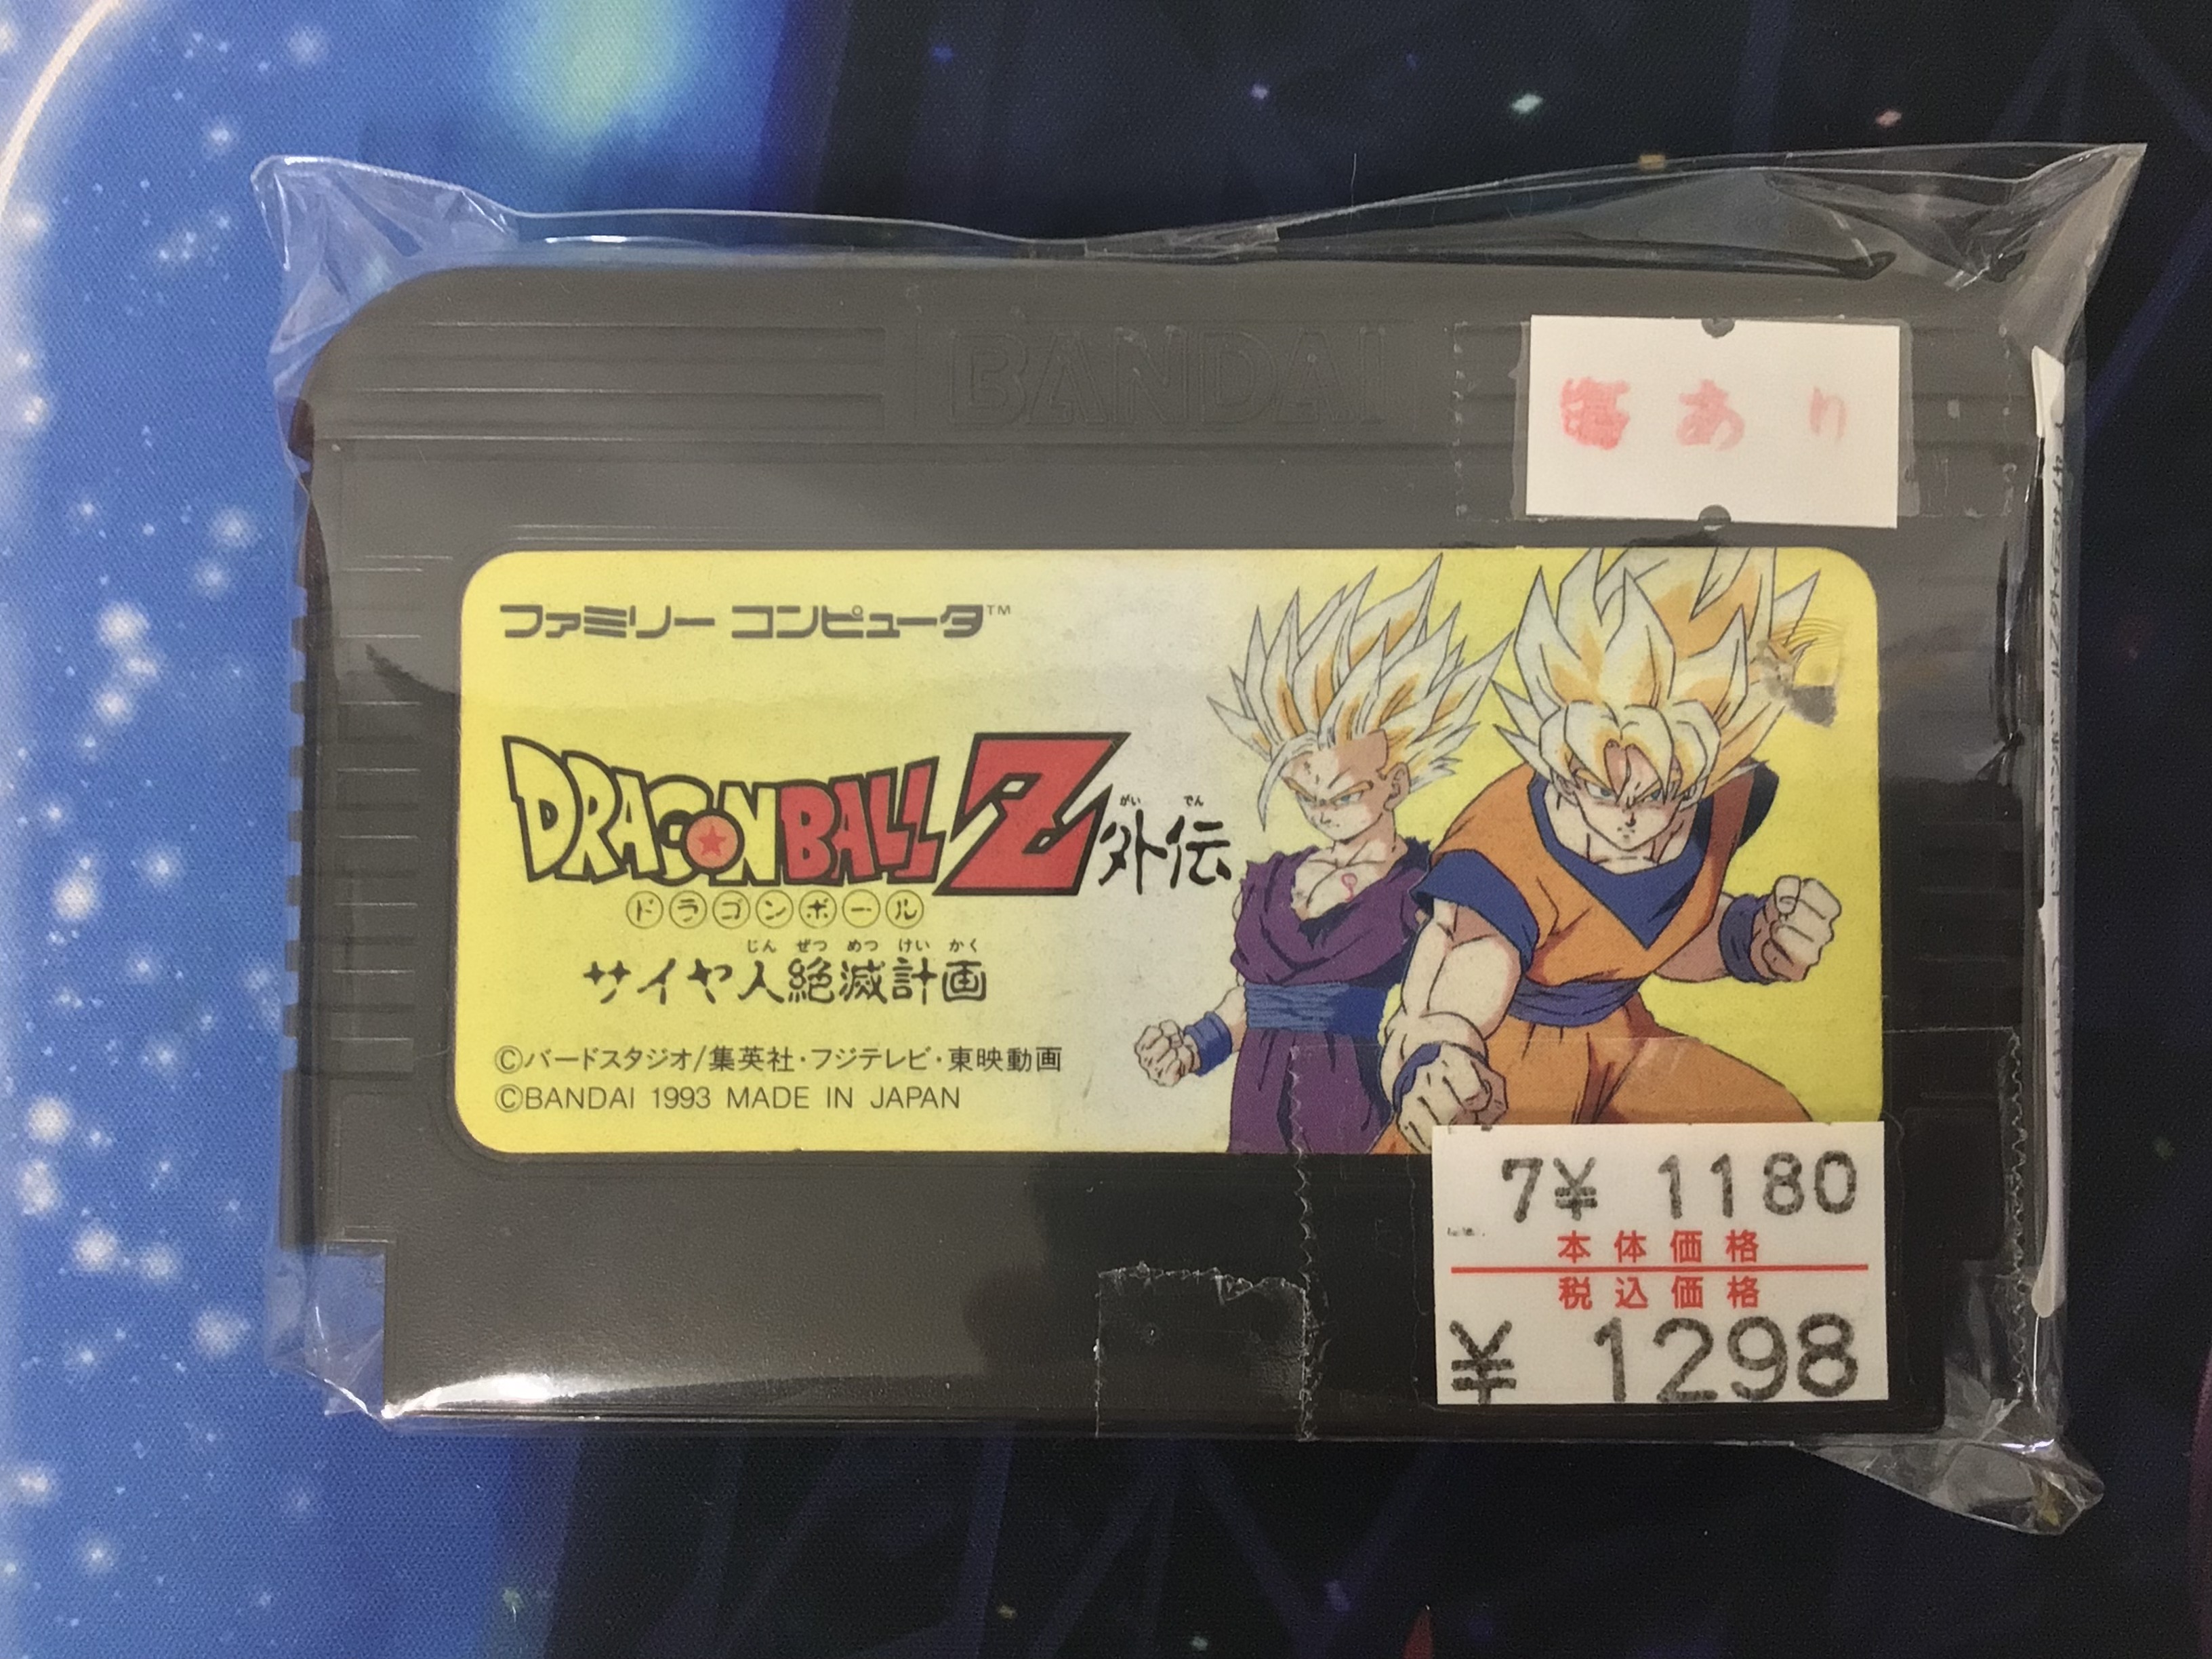 BANDAI
傷あり
ファミリー コンピュータ™
DRAGONBALL Z 外伝
がい でん
ドラゴンボール
じん ぜつ めつ けい かく
サイヤ人絶滅計画
©バードスタジオ/集英社・フジテレビ・東映動画
©BANDAI 1993 MADE IN JAPAN
7¥ 1180
本体価格
税込価格
¥ 1298